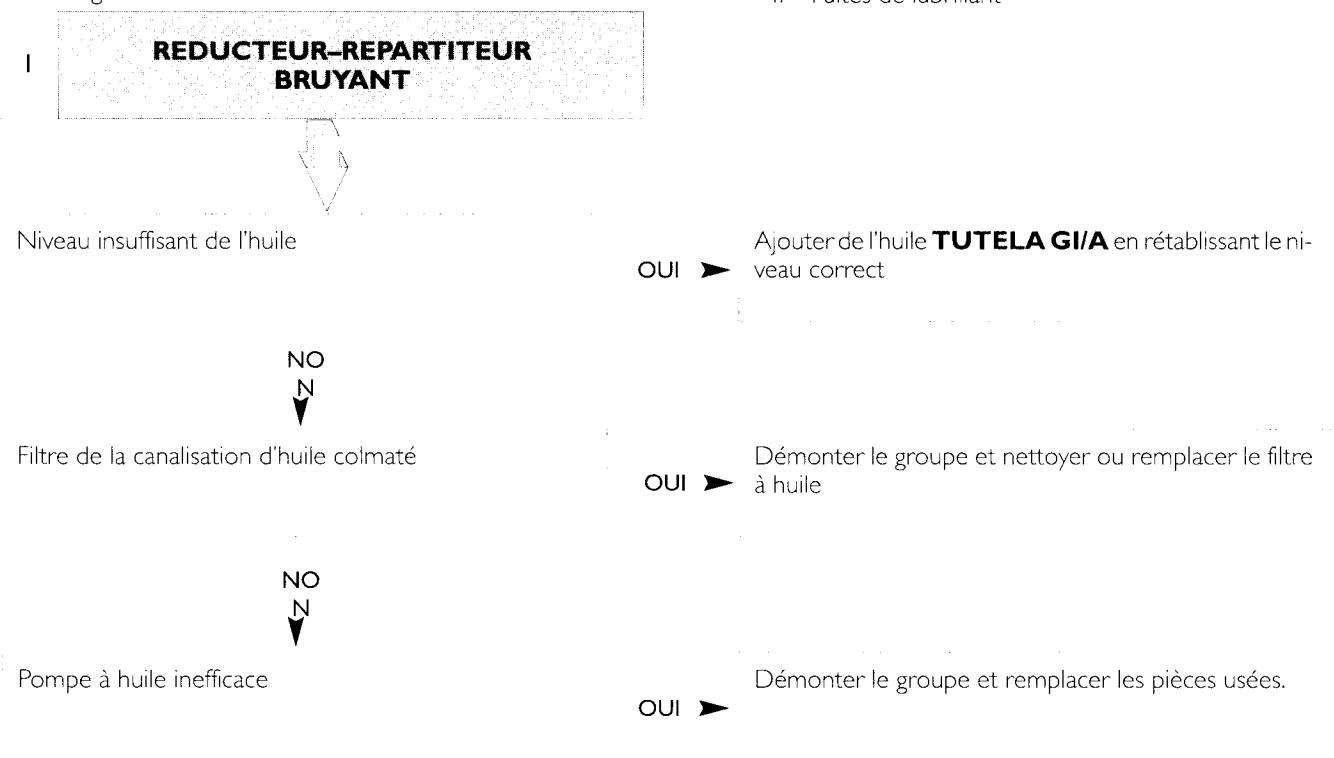 I
REDUCTEUR–REPARTITEUR
BRUYANT
Niveau insuffisant de l'huile
OUI
Ajouter de l'huile TUTELA GI/A en rétablissant le ni-
veau correct
NO
N
Filtre de la canalisation d'huile colmaté
OUI
Démonter le groupe et nettoyer ou remplacer le filtre
à huile
NO
N
Pompe à huile inefficace
OUI
Démonter le groupe et remplacer les pièces usées.